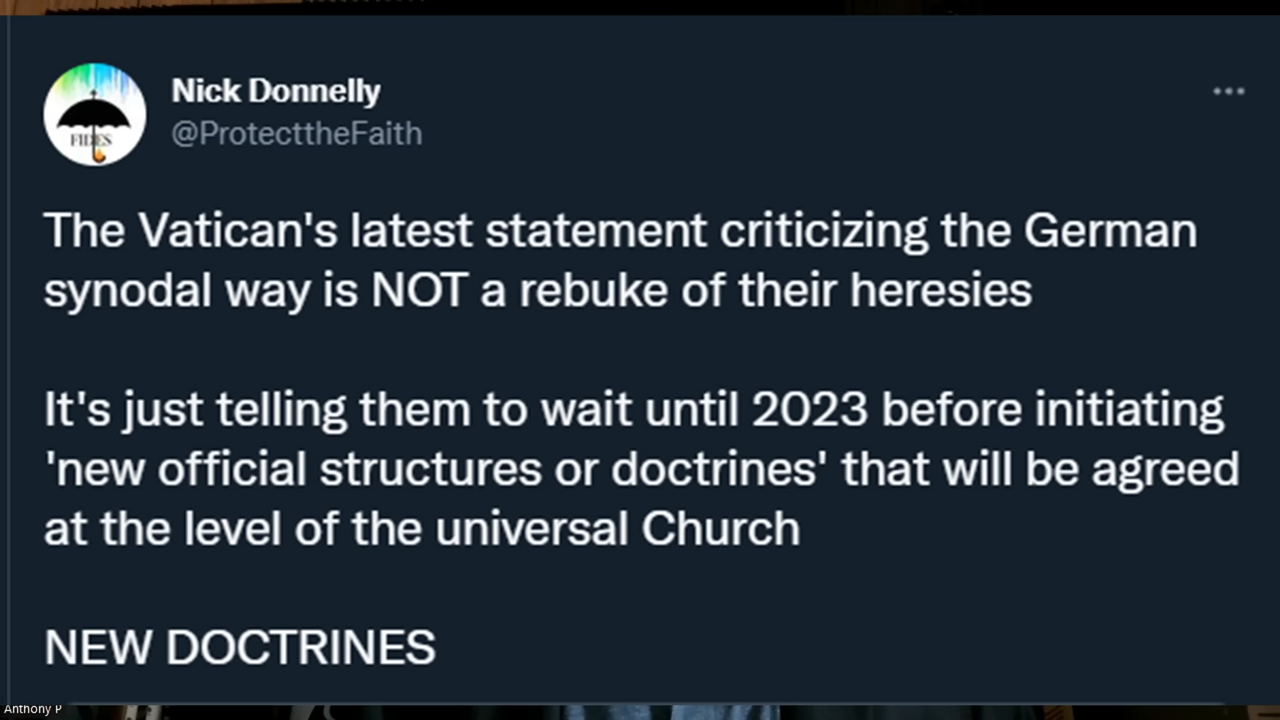 Nick Donnelly
@ProtecttheFaith
FIDES
The Vatican's latest statement criticizing the German
synodal way is NOT a rebuke of their heresies
It's just telling them to wait until 2023 before initiating
'new official structures or doctrines' that will be agreed
at the level of the universal Church
NEW DOCTRINES
Anthony P